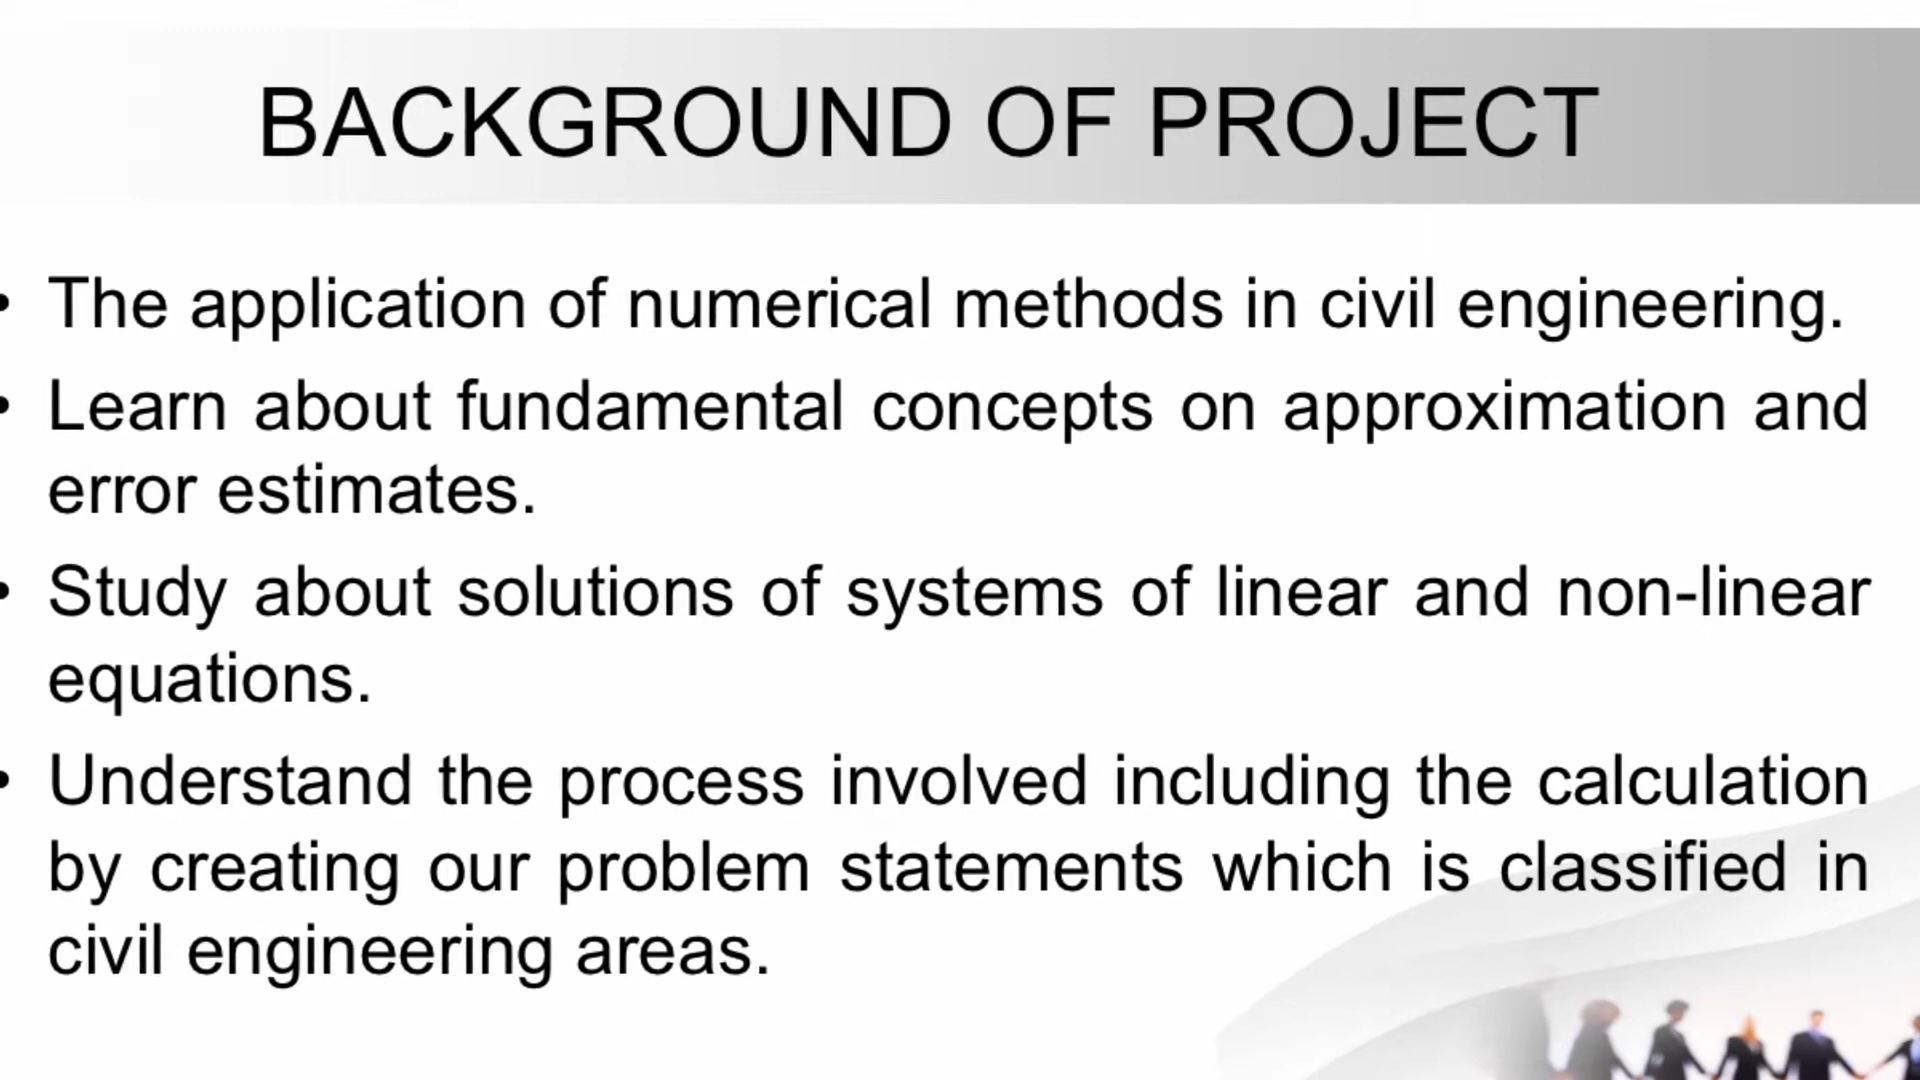 BACKGROUND OF PROJECT
• The application of numerical methods in civil engineering.
• Learn about fundamental concepts on approximation and
error estimates.
• Study about solutions of systems of linear and non-linear
equations.
• Understand the process involved including the calculation
by creating our problem statements which is classified in
civil engineering areas.